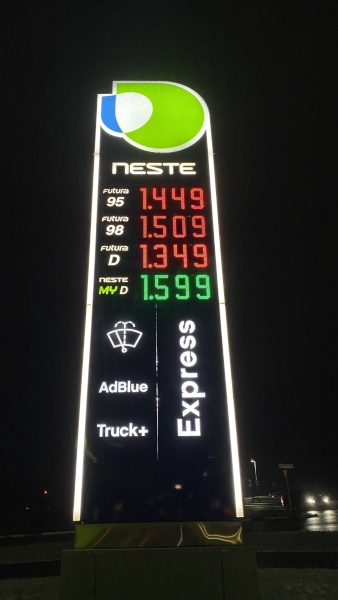 NESTE
Futura 95 1.449
Futura 98 1.509
Futura D 1.349
NESTE MY D 1.599
Express
AdBlue
Truck+